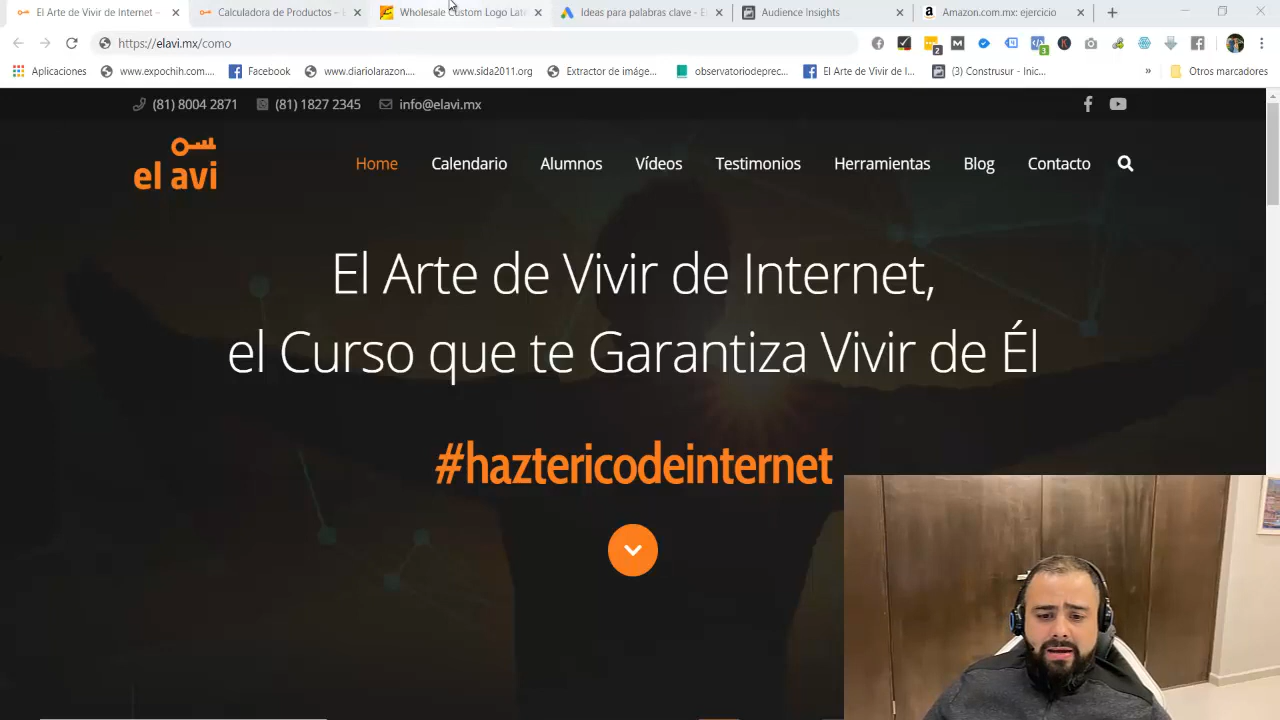 El Arte de Vivir de Internet –
Calculadora de Productos – E
Wholesale Custom Logo Late
Ideas para palabras clave - E
Audience Insights
Amazon.com.mx: ejercicio
https://elavi.mx/como
2
3
Aplicaciones
www.expochih.com....
Facebook
www.diariolarazon....
www.sice2011.org
Extractor de imáge...
observatoriodeprec...
El Arte de Vivir de I...
(3) Construsur - Inic...
»
Otros marcadores
(81) 8004 2871
(81) 1827 2345
info@elavi.mx
el avi
Home
Calendario
Alumnos
Vídeos
Testimonios
Herramientas
Blog
Contacto
El Arte de Vivir de Internet,
el Curso que te Garantiza Vivir de Él
#haztericodeinternet